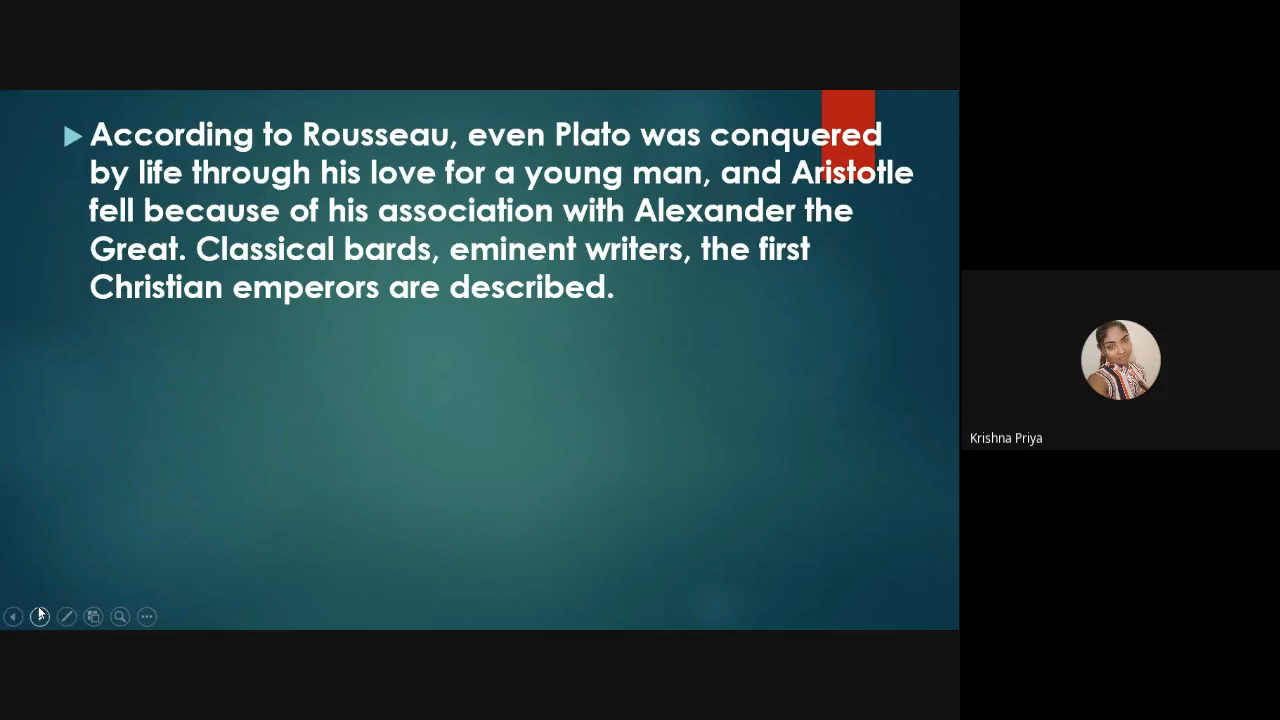 According to Rousseau, even Plato was conquered
by life through his love for a young man, and Aristotle
fell because of his association with Alexander the
Great. Classical bards, eminent writers, the first
Christian emperors are described.
Krishna Priya